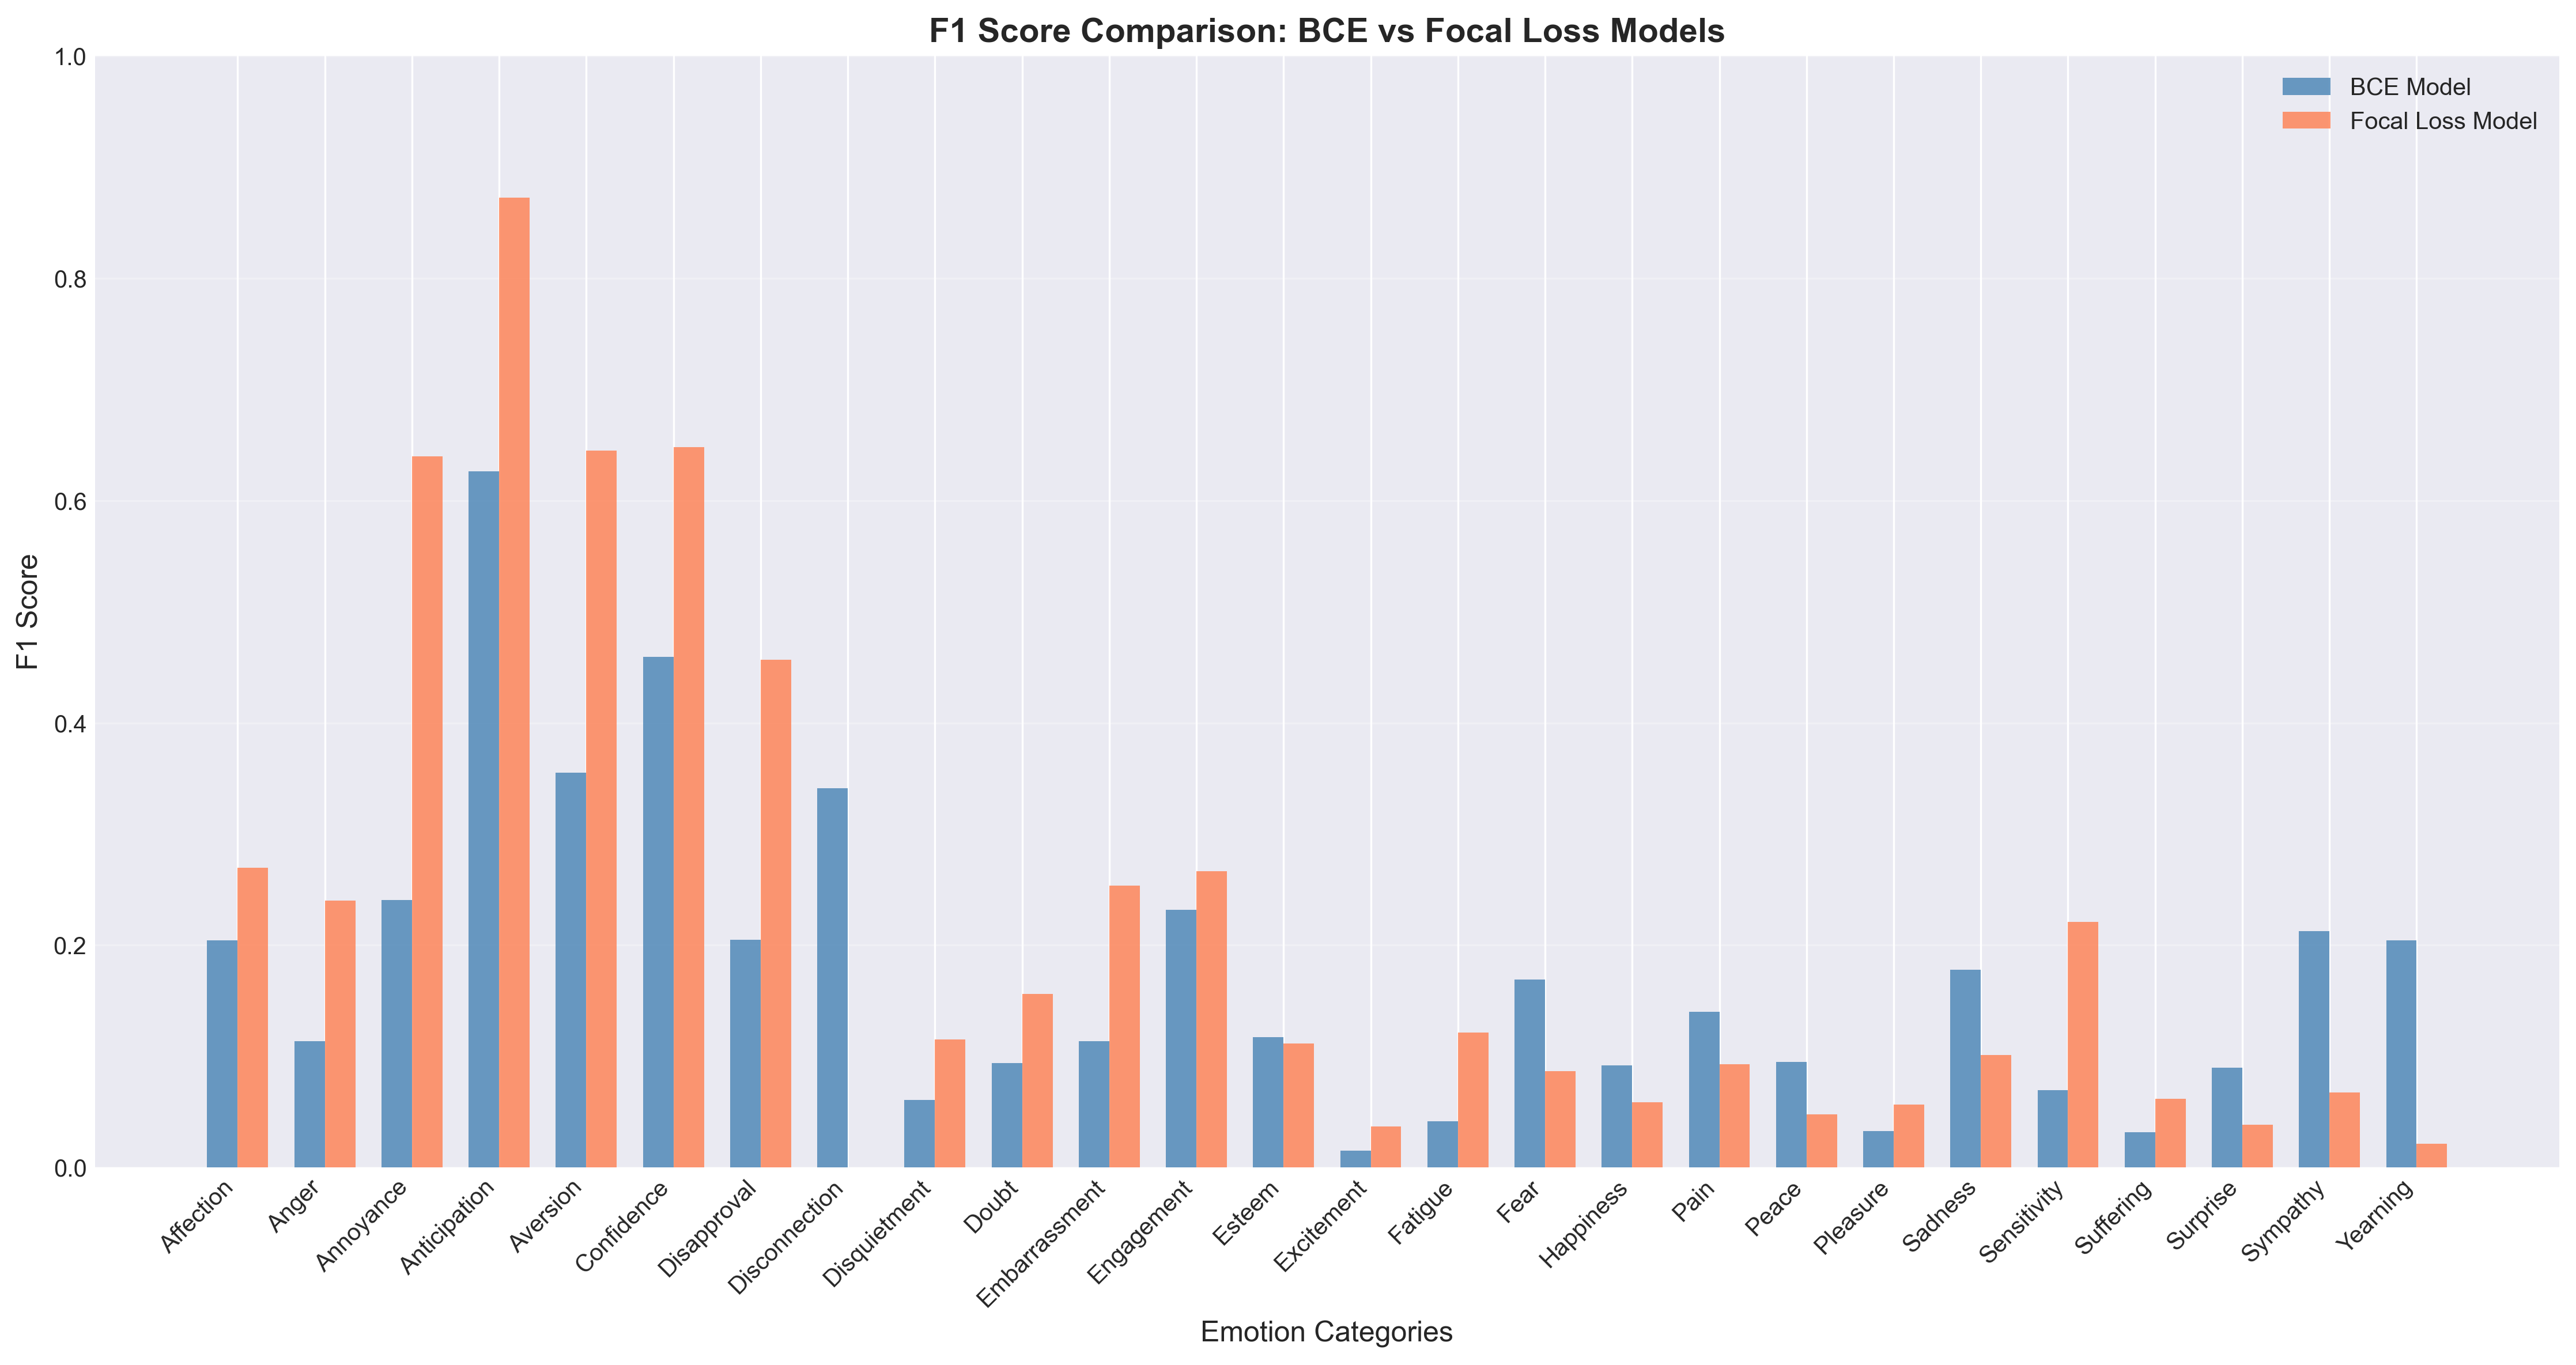 F1 Score Comparison: BCE vs Focal Loss Models
BCE Model
Focal Loss Model
F1 Score
1.0
0.8
0.6
0.4
0.2
0.0
Affection
Anger
Annoyance
Anticipation
Aversion
Confidence
Disapproval
Disconnection
Disquietment
Doubt
Embarrassment
Engagement
Esteem
Excitement
Fatigue
Fear
Happiness
Pain
Peace
Pleasure
Sadness
Sensitivity
Suffering
Surprise
Sympathy
Yearning
Emotion Categories